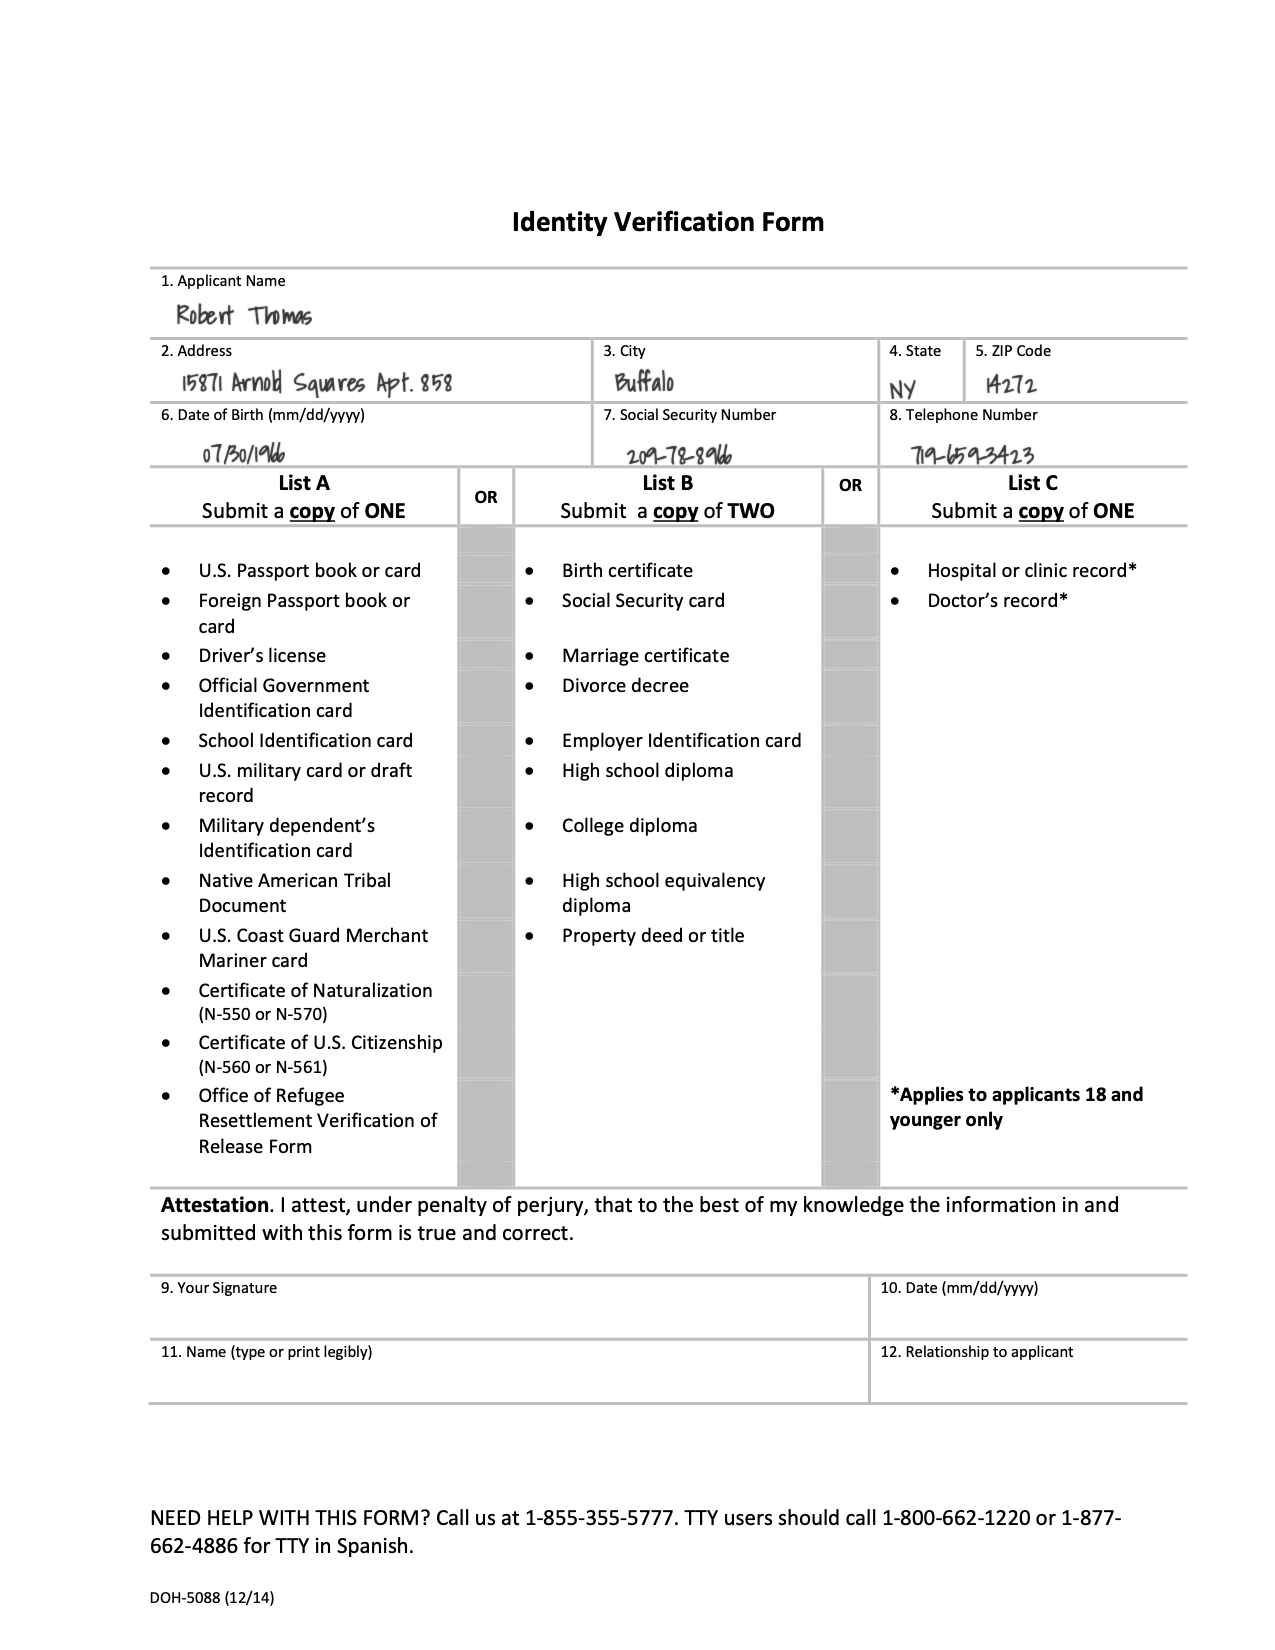 Identity Verification Form
1. Applicant Name
Robert Thomas
2. Address
3. City
4. State
5. ZIP Code
15871 Arnold Squares Apt. 858
Buffalo
NY
14272
6. Date of Birth (mm/dd/yyyy)
7. Social Security Number
8. Telephone Number
07/30/1966
209-78-8966
719-659-3423
List A
Submit a copy of ONE
OR
List B
Submit a copy of TWO
OR
List C
Submit a copy of ONE
• U.S. Passport book or card
• Foreign Passport book or
card
• Driver’s license
• Official Government
Identification card
• School Identification card
• U.S. military card or draft
record
• Military dependent’s
Identification card
• Native American Tribal
Document
• U.S. Coast Guard Merchant
Mariner card
• Certificate of Naturalization
(N-550 or N-570)
• Certificate of U.S. Citizenship
(N-560 or N-561)
• Office of Refugee
Resettlement Verification of
Release Form
• Birth certificate
• Social Security card
• Marriage certificate
• Divorce decree
• Employer Identification card
• High school diploma
• College diploma
• High school equivalency
diploma
• Property deed or title
• Hospital or clinic record*
• Doctor’s record*
*Applies to applicants 18 and
younger only
Attestation. I attest, under penalty of perjury, that to the best of my knowledge the information in and
submitted with this form is true and correct.
9. Your Signature
10. Date (mm/dd/yyyy)
11. Name (type or print legibly)
12. Relationship to applicant
NEED HELP WITH THIS FORM? Call us at 1-855-355-5777. TTY users should call 1-800-662-1220 or 1-877-
662-4886 for TTY in Spanish.
DOH-5088 (12/14)